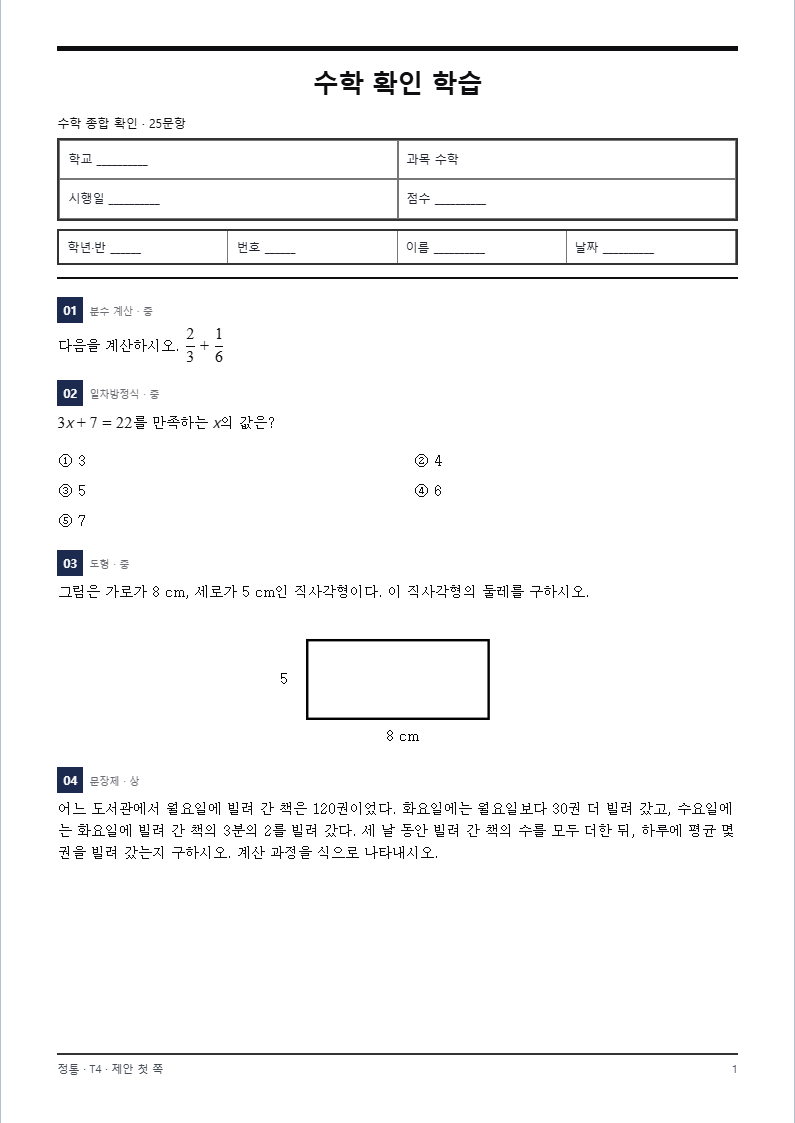 수학 확인 학습
수학 종합 확인 · 25문항
학교 __________ 과목 수학
시행일 __________ 점수 __________
학년·반 ______ 번호 ______ 이름 __________ 날짜 __________
01 분수 계산 · 중
다음을 계산하시오. 2/3 + 1/6
02 일차방정식 · 중
3x + 7 = 22를 만족하는 x의 값은?
① 3 ② 4
③ 5 ④ 6
⑤ 7
03 도형 · 중
그림은 가로가 8 cm, 세로가 5 cm인 직사각형이다. 이 직사각형의 둘레를 구하시오.
5
8 cm
04 문장제 · 상
어느 도서관에서 월요일에 빌려 간 책은 120권이었다. 화요일에는 월요일보다 30권 더 빌려 갔고, 수요일에
는 화요일에 빌려 간 책의 3분의 2를 빌려 갔다. 세 날 동안 빌려 간 책의 수를 모두 더한 뒤, 하루에 평균 몇
권을 빌려 갔는지 구하시오. 계산 과정을 식으로 나타내시오.
정통 · T4 · 제안 첫 쪽 1